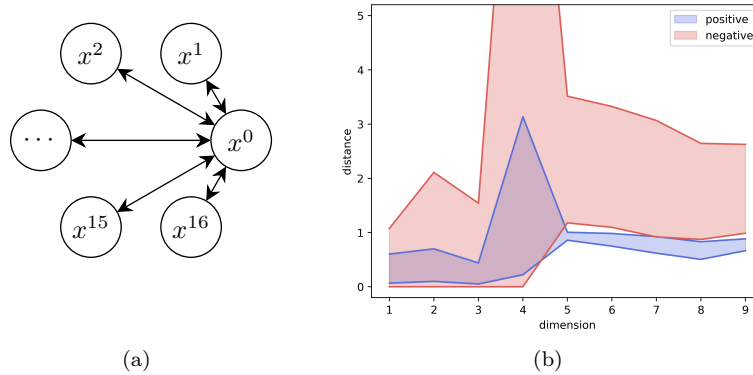 x^2
x^1
...
x^0
x^15
x^16
(a)
positive
negative
5
4
3
2
1
0
distance
1 2 3 4 5 6 7 8 9
dimension
(b)